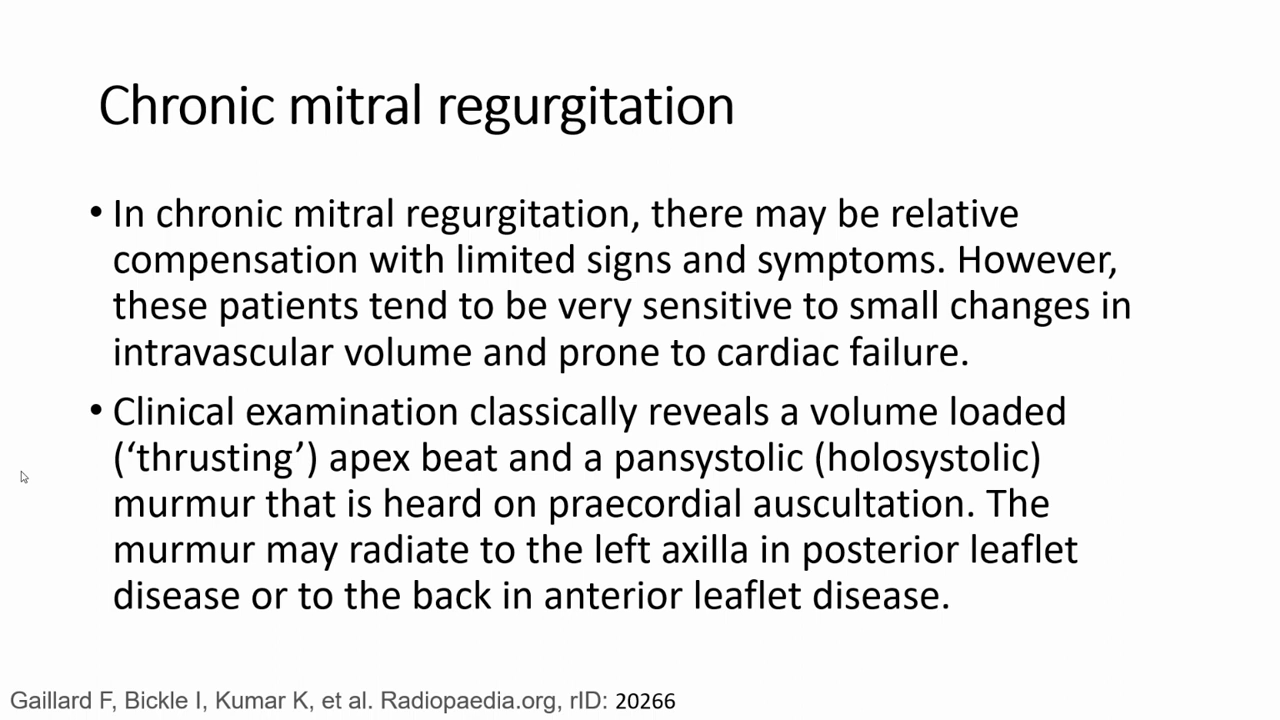 Chronic mitral regurgitation
• In chronic mitral regurgitation, there may be relative
compensation with limited signs and symptoms. However,
these patients tend to be very sensitive to small changes in
intravascular volume and prone to cardiac failure.
• Clinical examination classically reveals a volume loaded
(‘thrusting’) apex beat and a pansystolic (holosystolic)
murmur that is heard on praecordial auscultation. The
murmur may radiate to the left axilla in posterior leaflet
disease or to the back in anterior leaflet disease.
Gaillard F, Bickle I, Kumar K, et al. Radiopaedia.org, rID: 20266